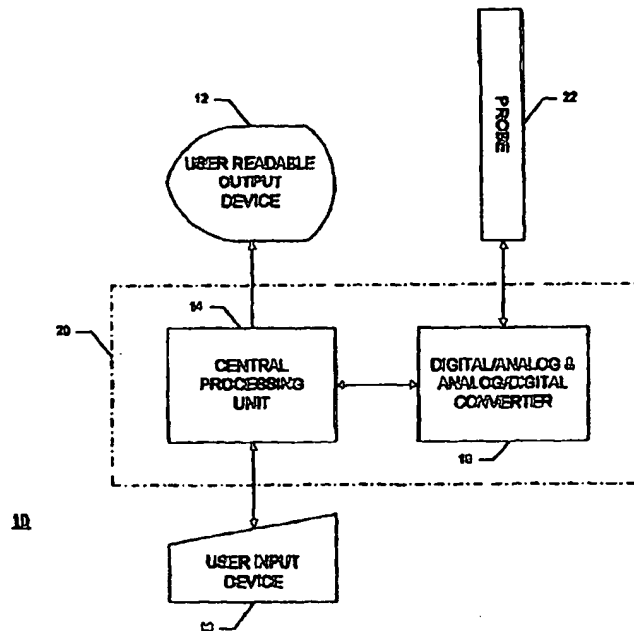 12
USER READABLE
OUTPUT
DEVICE
PROBE
22
14
20
CENTRAL
PROCESSING
UNIT
DIGITAL/ANALOG &
ANALOG/DIGITAL
CONVERTER
10
USER INPUT
DEVICE